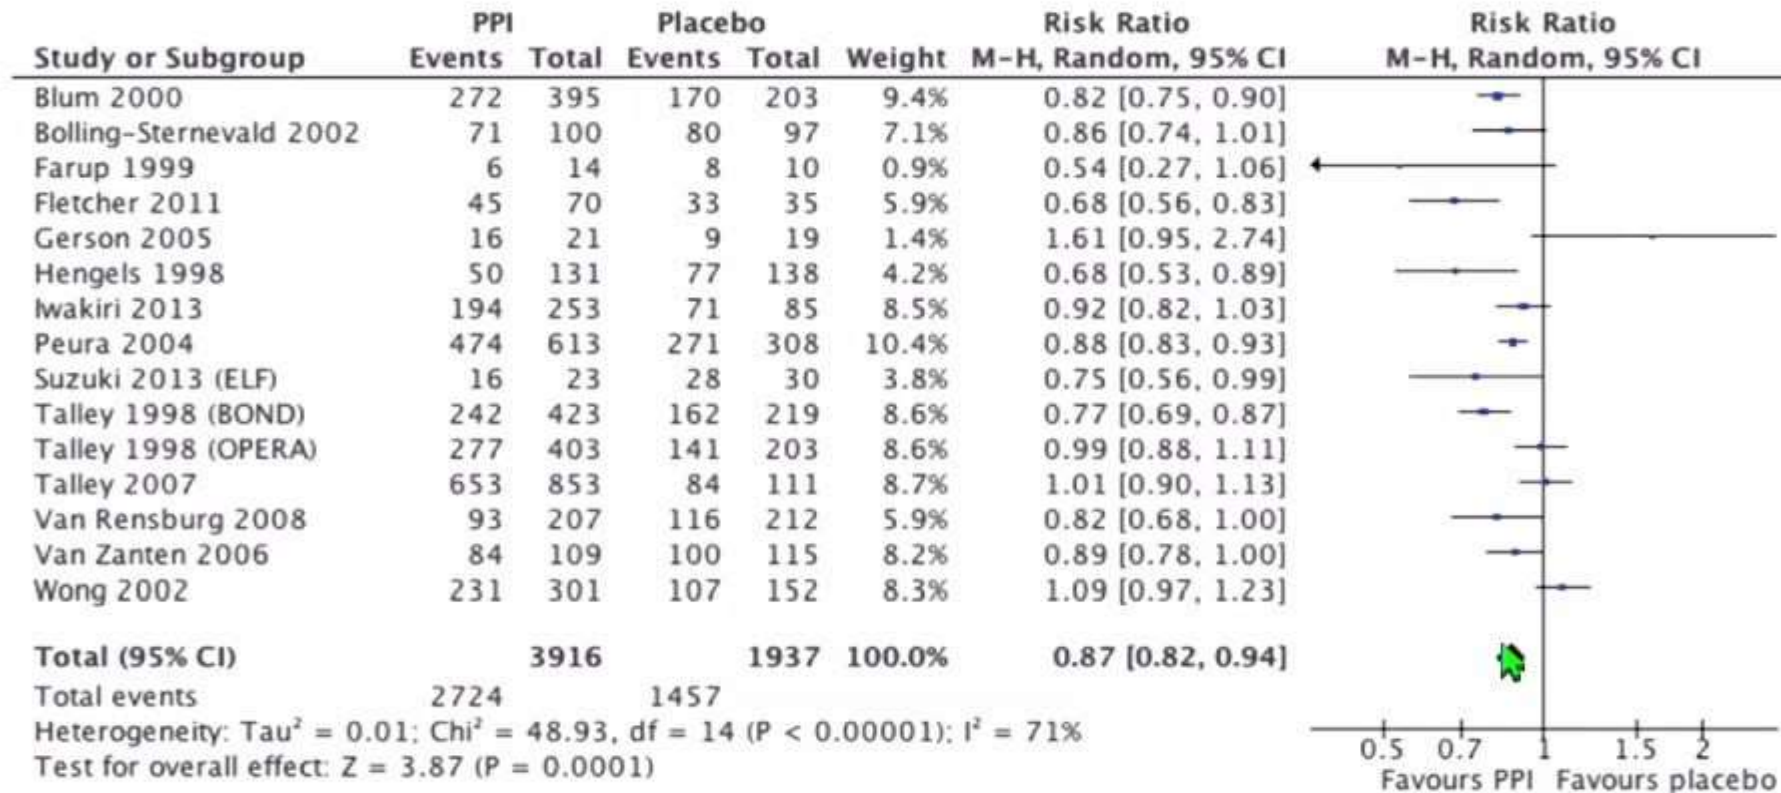 PPI Placebo Risk Ratio Risk Ratio
Study or Subgroup Events Total Events Total Weight M-H, Random, 95% CI M-H, Random, 95% CI
Blum 2000 272 395 170 203 9.4% 0.82 [0.75, 0.90]
Bolling-Sternevald 2002 71 100 80 97 7.1% 0.86 [0.74, 1.01]
Farup 1999 6 14 8 10 0.9% 0.54 [0.27, 1.06]
Fletcher 2011 45 70 33 35 5.9% 0.68 [0.56, 0.83]
Gerson 2005 16 21 9 19 1.4% 1.61 [0.95, 2.74]
Hengels 1998 50 131 77 138 4.2% 0.68 [0.53, 0.89]
Iwakiri 2013 194 253 71 85 8.5% 0.92 [0.82, 1.03]
Peura 2004 474 613 271 308 10.4% 0.88 [0.83, 0.93]
Suzuki 2013 (ELF) 16 23 28 30 3.8% 0.75 [0.56, 0.99]
Talley 1998 (BOND) 242 423 162 219 8.6% 0.77 [0.69, 0.87]
Talley 1998 (OPERA) 277 403 141 203 8.6% 0.99 [0.88, 1.11]
Talley 2007 653 853 84 111 8.7% 1.01 [0.90, 1.13]
Van Rensburg 2008 93 207 116 212 5.9% 0.82 [0.68, 1.00]
Van Zanten 2006 84 109 100 115 8.2% 0.89 [0.78, 1.00]
Wong 2002 231 301 107 152 8.3% 1.09 [0.97, 1.23]
Total (95% CI) 3916 1937 100.0% 0.87 [0.82, 0.94]
Total events 2724 1457
Heterogeneity: Tau² = 0.01; Chi² = 48.93, df = 14 (P < 0.00001); I² = 71%
Test for overall effect: Z = 3.87 (P = 0.0001)
0.5 0.7 1 1.5 2
Favours PPI Favours placebo